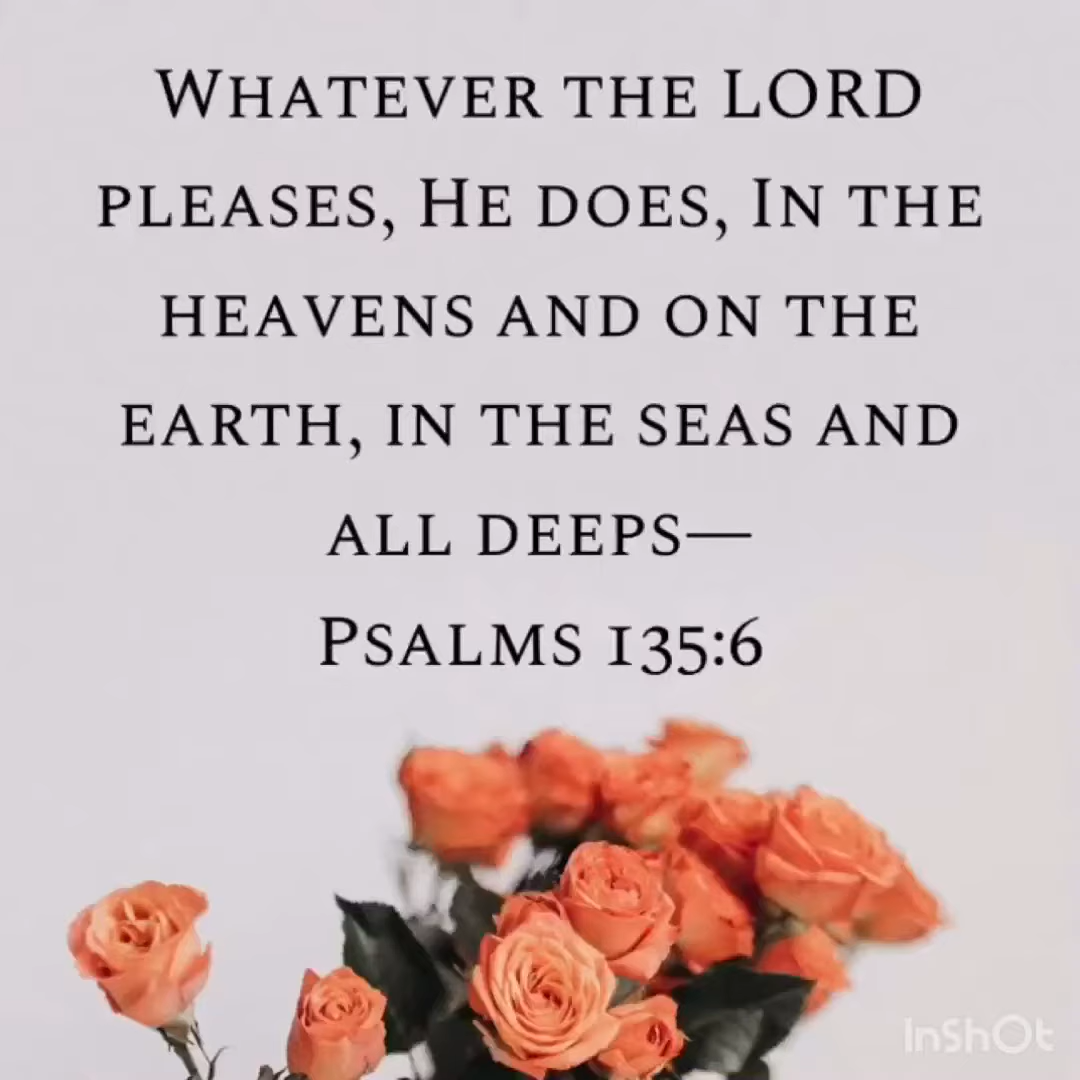 Whatever the LORD
pleases, He does, In the
heavens and on the
earth, in the seas and
all deeps—
Psalms 135:6
InShOt